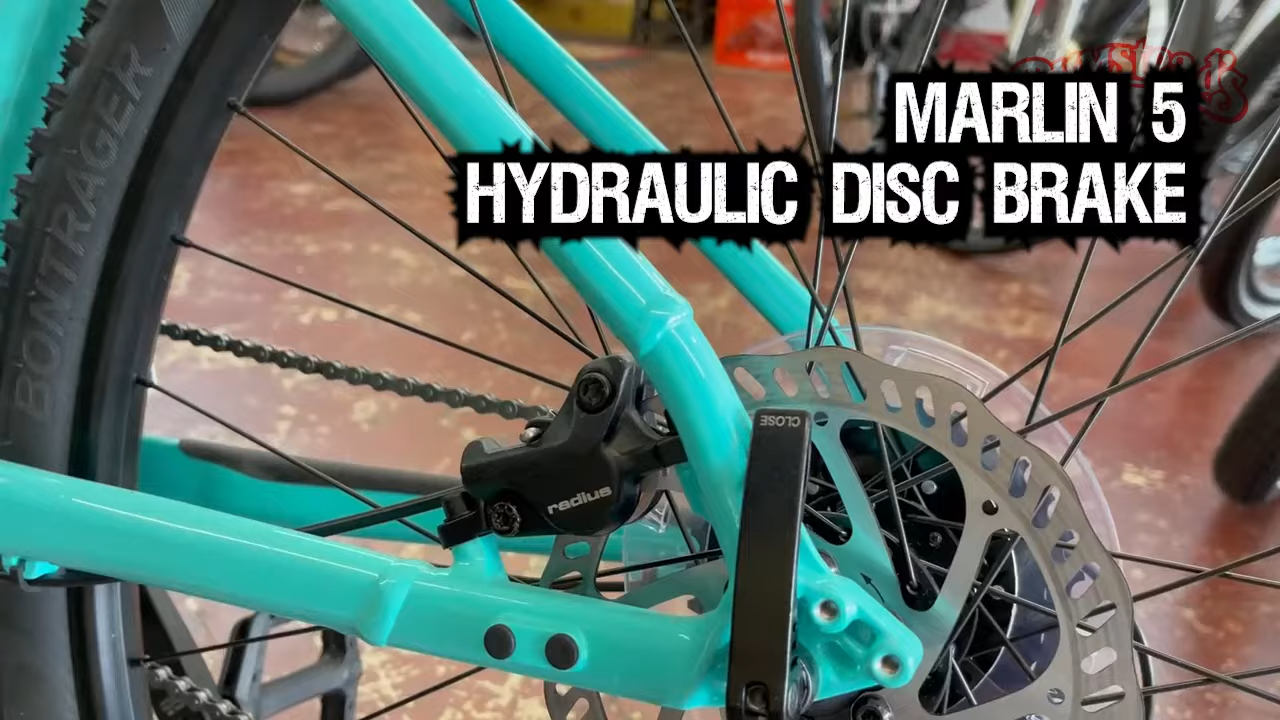 MARLIN 5
HYDRAULIC DISC BRAKE
BONTRAGER
CLOSE
radius